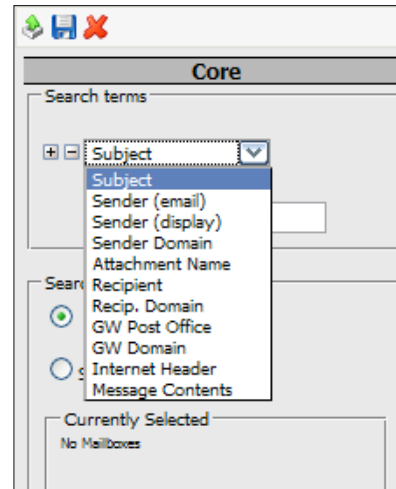 Core
Search terms
Subject
Subject
Sender (email)
Sender (display)
Sender Domain
Attachment Name
Recipient
Recip. Domain
GW Post Office
GW Domain
Internet Header
Message Contents
Currently Selected
No Mailboxes